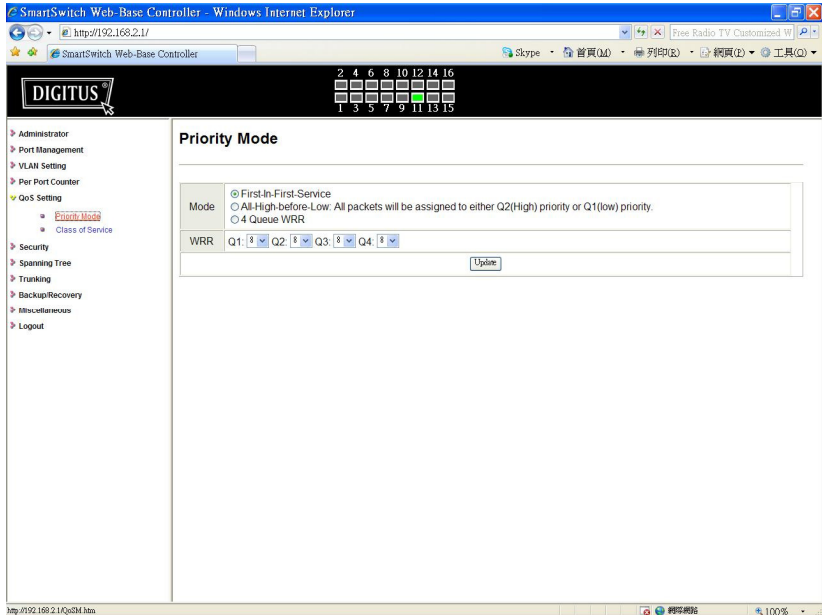 SmartSwitch Web-Base Controller - Windows Internet Explorer
http://192.168.2.1/
Free Radio TV Customized W
SmartSwitch Web-Base Controller
Skype
首頁(M)
列印(R)
網頁(P)
工具(O)
DIGITUS®
2 4 6 8 10 12 14 16
1 3 5 7 9 11 13 15
Administrator
Port Management
VLAN Setting
Per Port Counter
QoS Setting
Priority Mode
Class of Service
Security
Spanning Tree
Trunking
Backup/Recovery
Miscellaneous
Logout
Priority Mode
Mode
First-In-First-Service
All-High-before-Low: All packets will be assigned to either Q2(High) priority or Q1(low) priority.
4 Queue WRR
WRR
Q1: 8 Q2: 8 Q3: 8 Q4: 8
Update
http://192.168.2.1/QoSM.htm
網際網路
100%